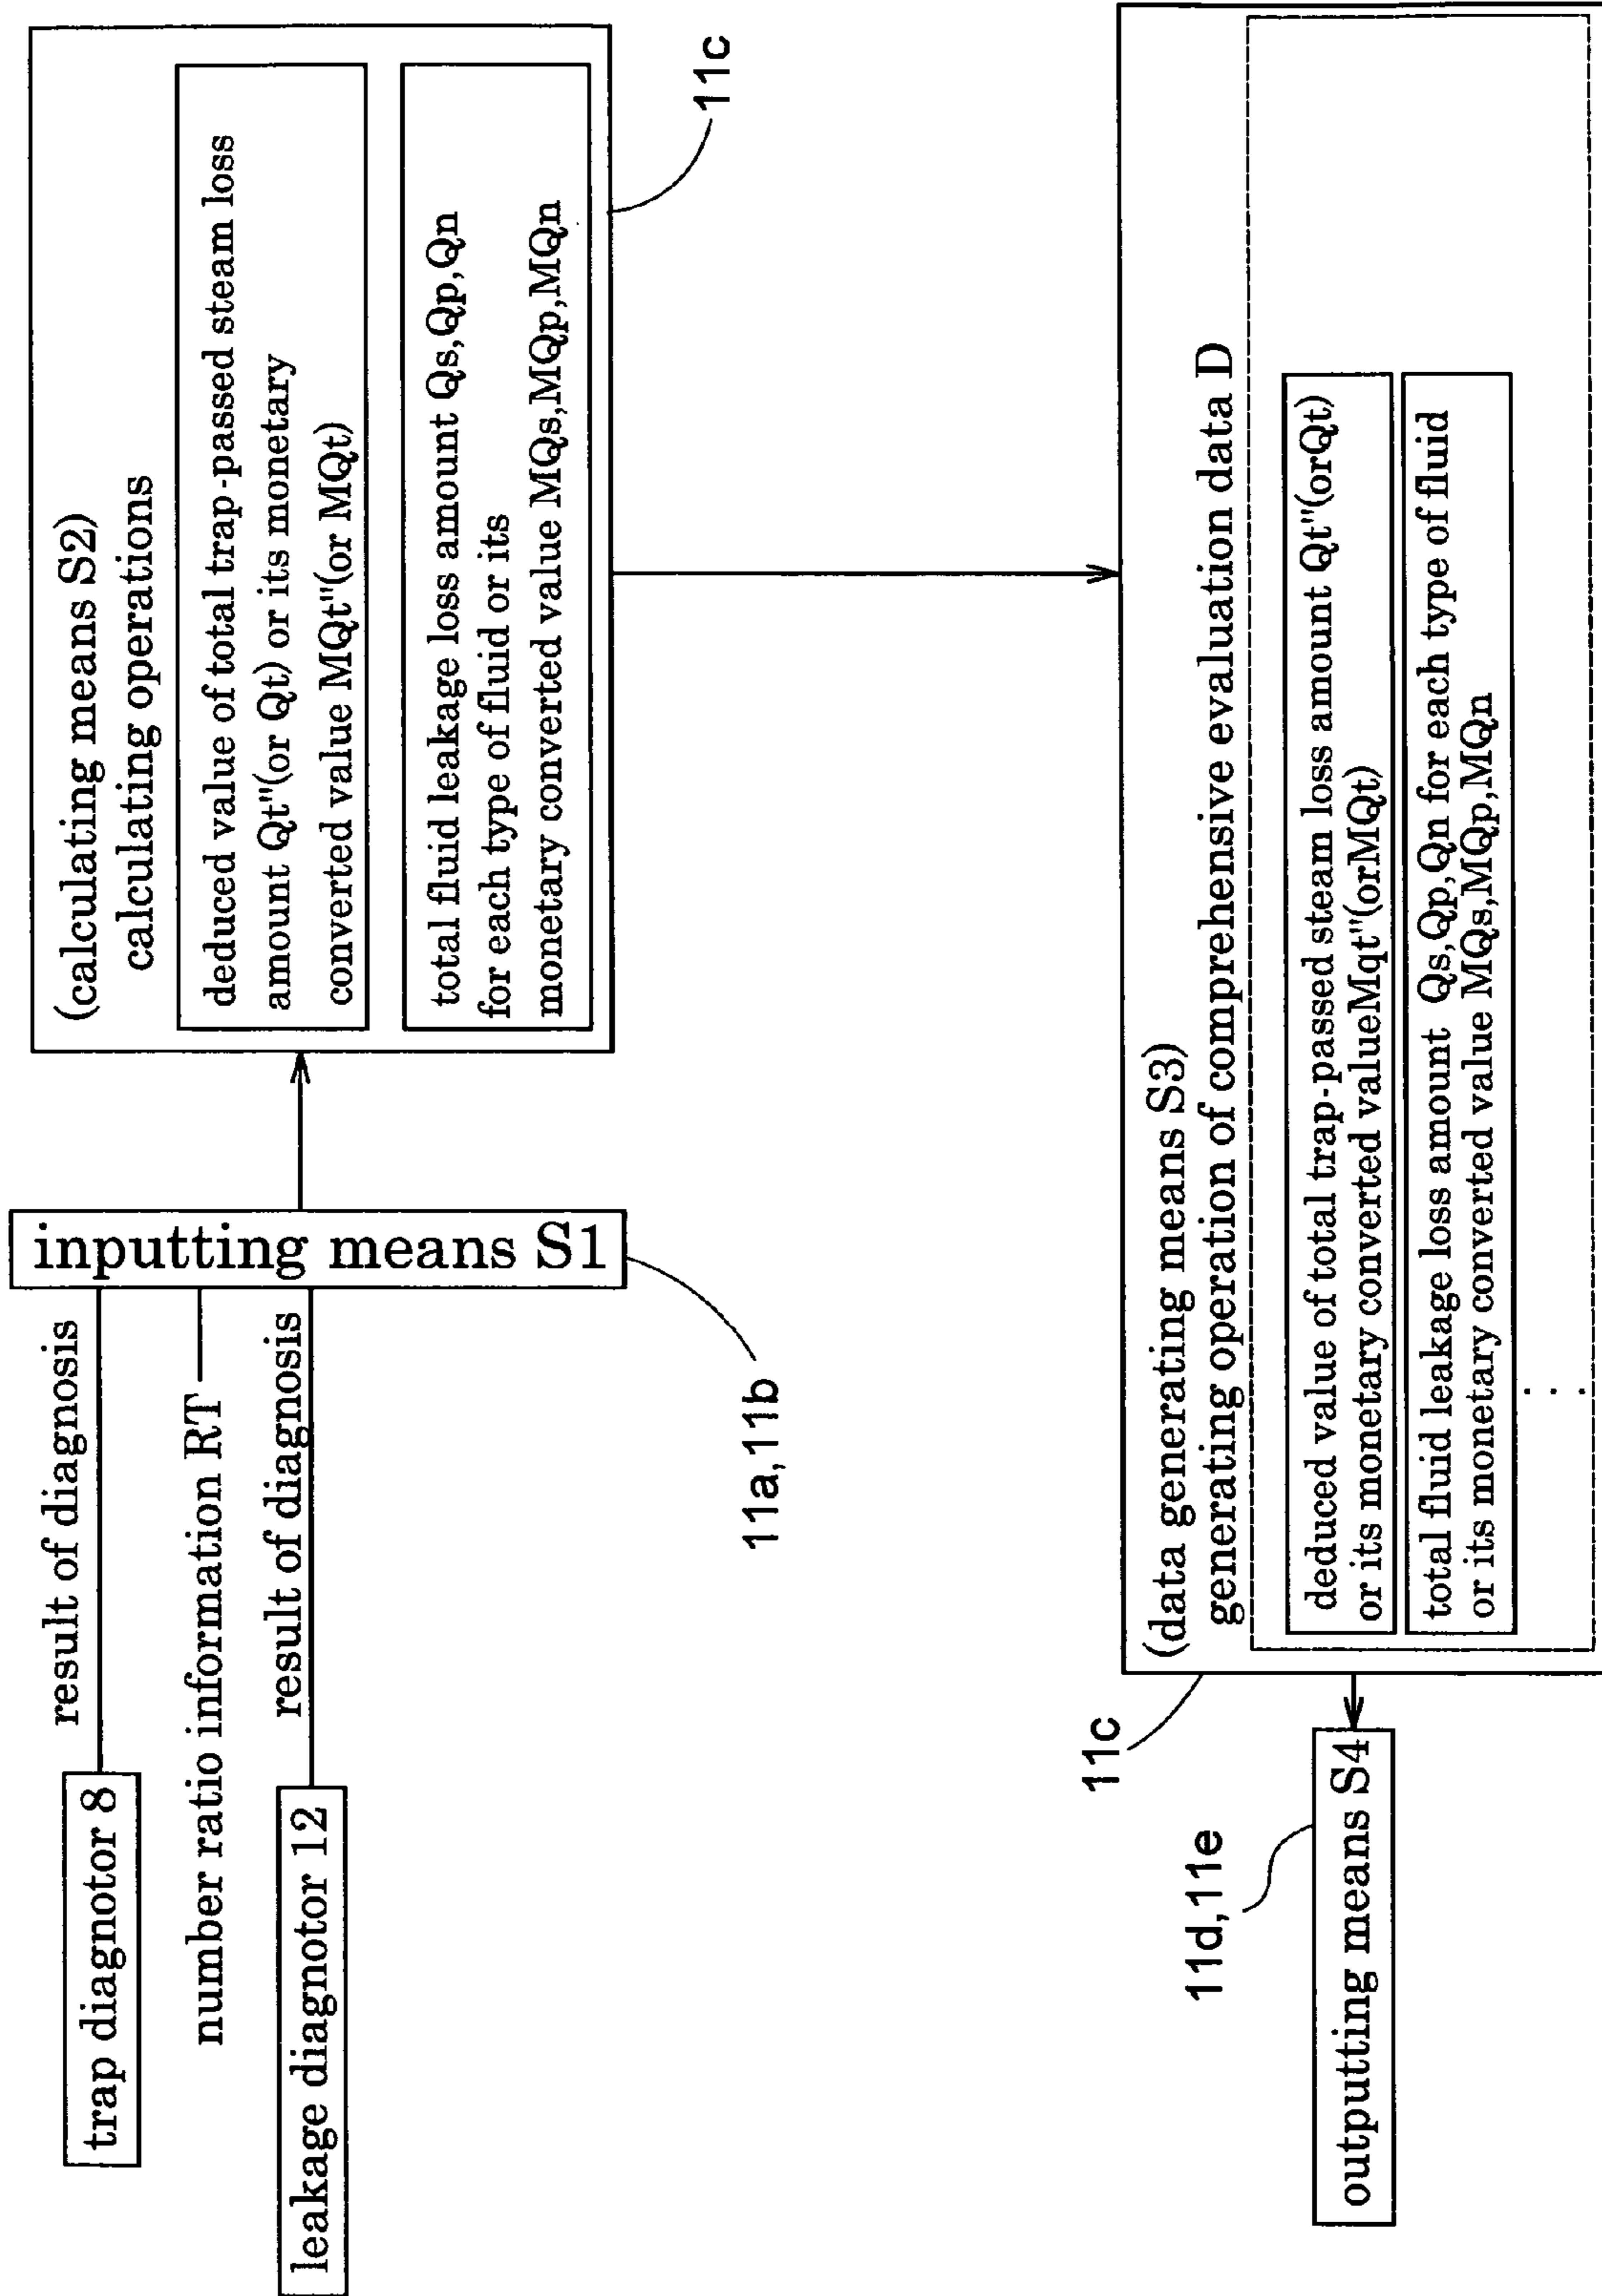 trap diagnotor 8
result of diagnosis
number ratio information RT
leakage diagnotor 12
result of diagnosis
inputting means S1
11a,11b
(calculating means S2)
calculating operations
deduced value of total trap-passed steam loss
amount Qt"(or Qt) or its monetary
converted value MQt"(or MQt)
total fluid leakage loss amount Qs,Qp,Qn
for each type of fluid or its
monetary converted value MQs,MQp,MQn
11c
(data generating means S3)
generating operation of comprehensive evaluation data D
deduced value of total trap-passed steam loss amount Qt"(orQt)
or its monetary converted valueMqt"(orMQt)
total fluid leakage loss amount Qs,Qp,Qn for each type of fluid
or its monetary converted value MQs,MQp,MQn
. . .
11c
11d,11e
outputting means S4